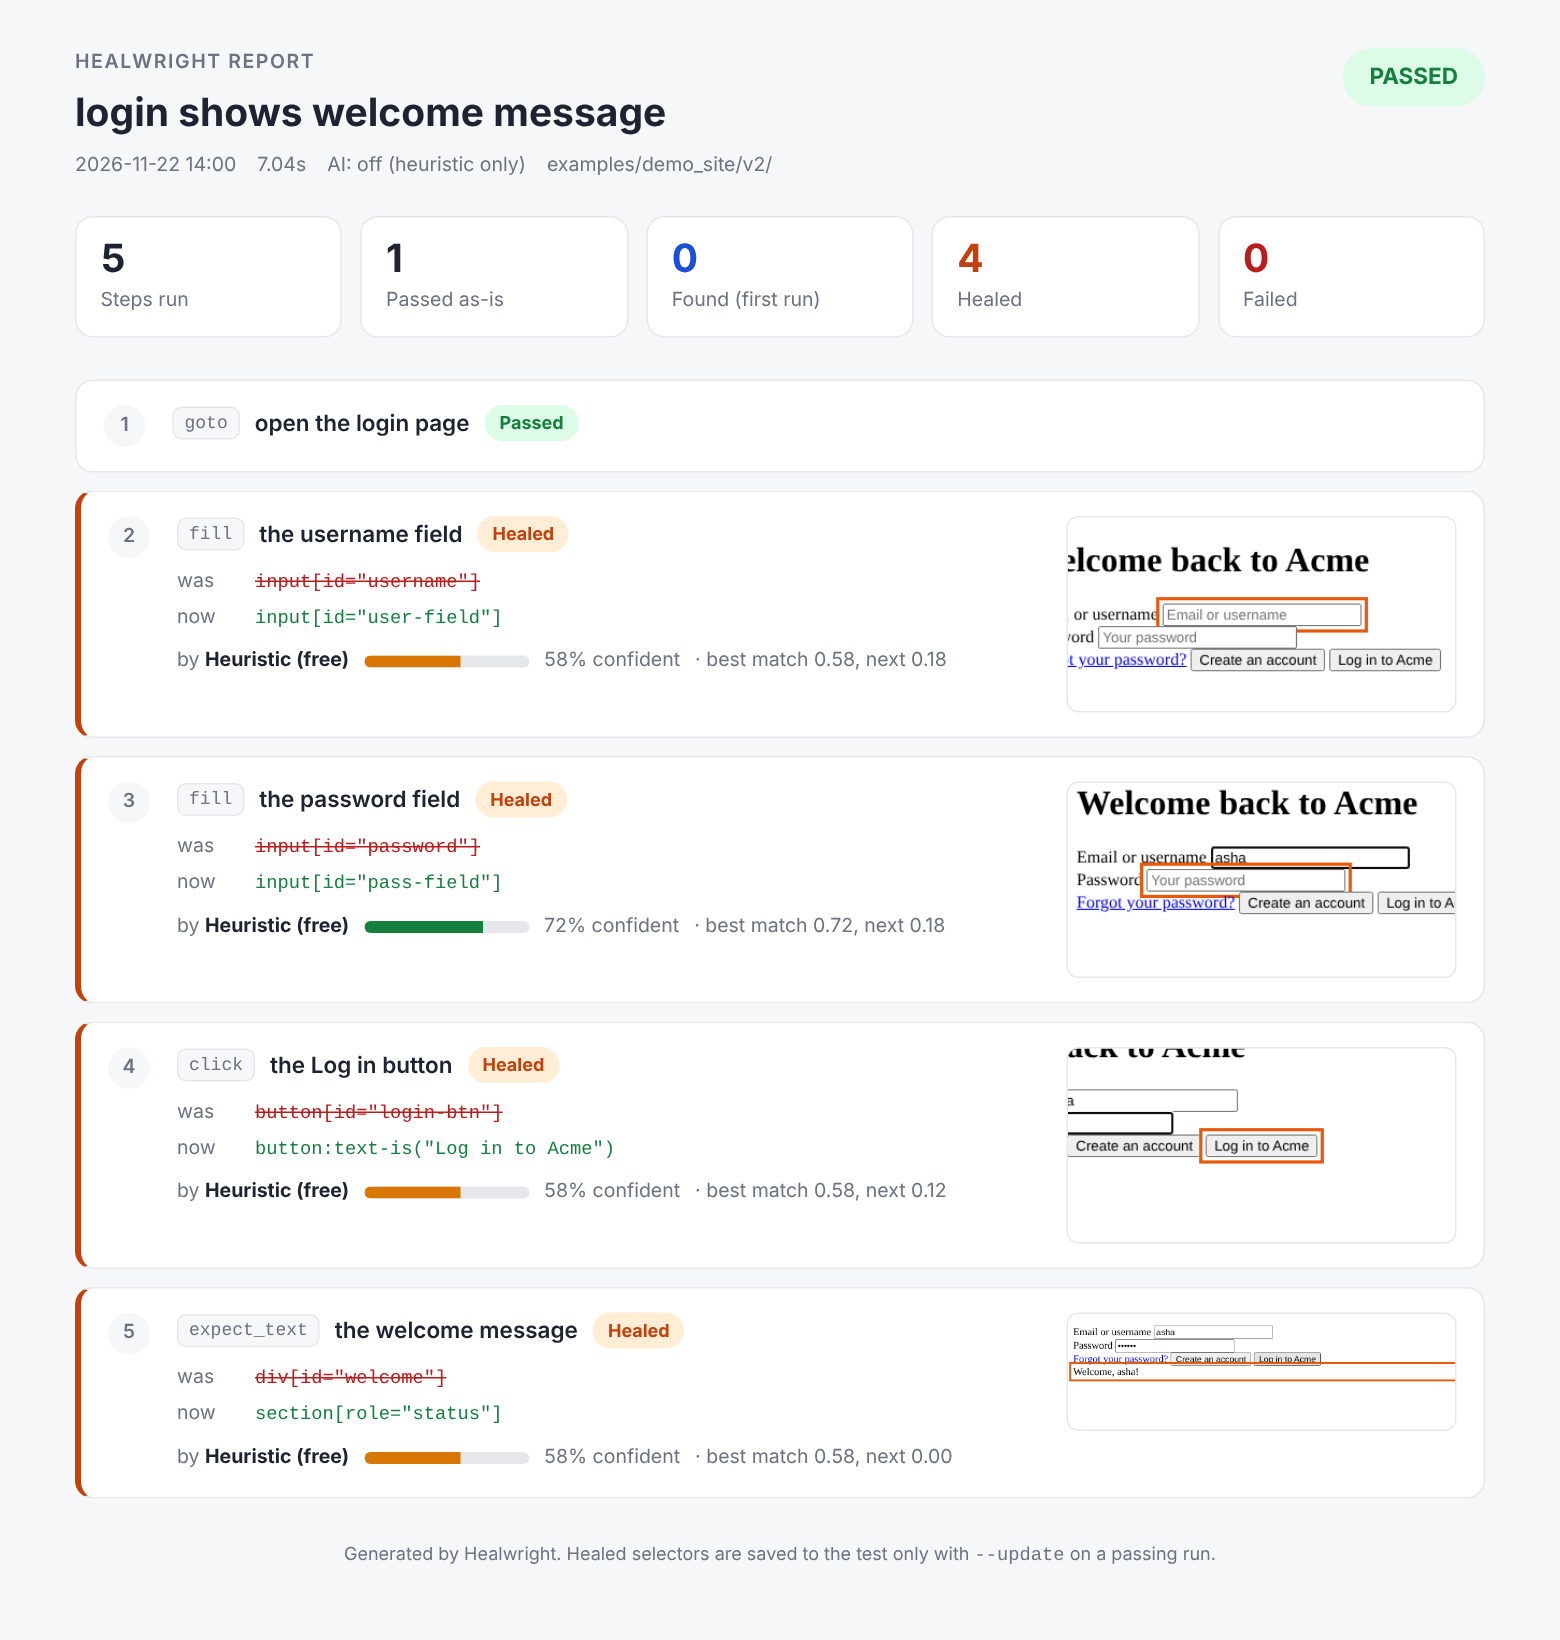 HEALWRIGHT REPORT
PASSED
login shows welcome message
2026-11-22 14:00 7.04s AI: off (heuristic only) examples/demo_site/v2/
5
Steps run
1
Passed as-is
0
Found (first run)
4
Healed
0
Failed
1 goto open the login page Passed
2 fill the username field Healed
was input[id="username"]
now input[id="user-field"]
by Heuristic (free) 58% confident · best match 0.58, next 0.18
elcome back to Acme
or username Email or username
ord Your password
t your password? Create an account Log in to Acme
3 fill the password field Healed
was input[id="password"]
now input[id="pass-field"]
by Heuristic (free) 72% confident · best match 0.72, next 0.18
Welcome back to Acme
Email or username asha
Password Your password
Forgot your password? Create an account Log in to A
4 click the Log in button Healed
was button[id="login-btn"]
now button:text-is("Log in to Acme")
by Heuristic (free) 58% confident · best match 0.58, next 0.12
ack to Acme
a
Create an account Log in to Acme
5 expect_text the welcome message Healed
was div[id="welcome"]
now section[role="status"]
by Heuristic (free) 58% confident · best match 0.58, next 0.00
Email or username asha
Password ••••••
Forgot your password? Create an account Log in to Acme
Welcome, asha!
Generated by Healwright. Healed selectors are saved to the test only with --update on a passing run.